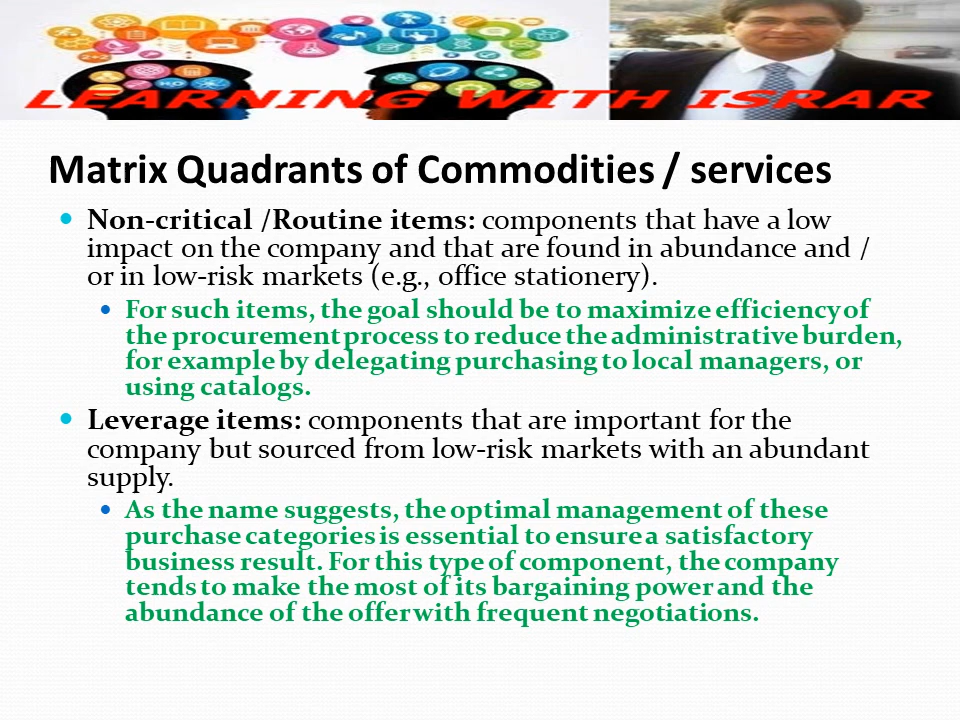 LEARNING WITH ISRAR
Matrix Quadrants of Commodities / services
Non-critical /Routine items: components that have a low
impact on the company and that are found in abundance and /
or in low-risk markets (e.g., office stationery).
For such items, the goal should be to maximize efficiency of
the procurement process to reduce the administrative burden,
for example by delegating purchasing to local managers, or
using catalogs.
Leverage items: components that are important for the
company but sourced from low-risk markets with an abundant
supply.
As the name suggests, the optimal management of these
purchase categories is essential to ensure a satisfactory
business result. For this type of component, the company
tends to make the most of its bargaining power and the
abundance of the offer with frequent negotiations.